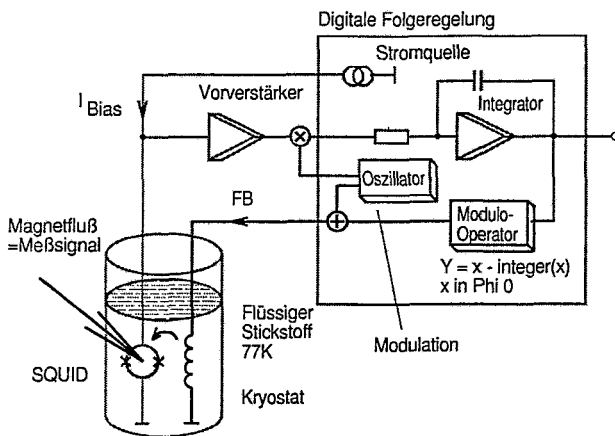 Digitale Folgeregelung
Stromquelle
I Bias
Vorverstärker
Integrator
Oszillator
FB
Modulo-
Operator
Magnetfluß
=Meßsignal
Y = x - integer(x)
x in Phi 0
Flüssiger
Stickstoff
77K
Modulation
SQUID
Kryostat